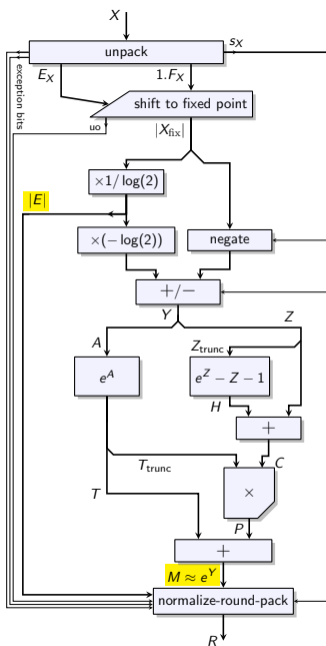 X
unpack
s_X
E_X
1.F_X
exception bits
shift to fixed point
uo
|X_fix|
×1/ log(2)
|E|
×(− log(2))
negate
+/−
Y
Z
A
Z_trunc
e^A
e^Z − Z − 1
H
+
T_trunc
C
×
T
P
+
M ≈ e^Y
normalize-round-pack
R